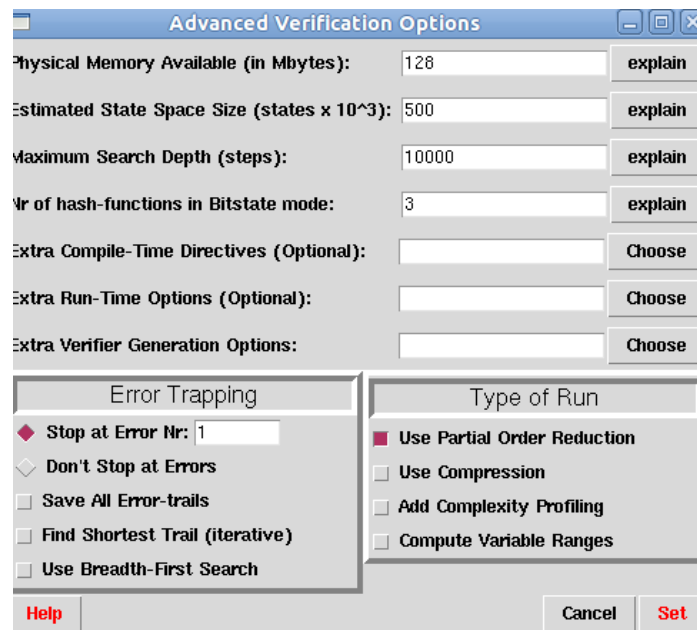 Advanced Verification Options
Physical Memory Available (in Mbytes): 128 explain
Estimated State Space Size (states x 10^3): 500 explain
Maximum Search Depth (steps): 10000 explain
Nr of hash-functions in Bitstate mode: 3 explain
Extra Compile-Time Directives (Optional): Choose
Extra Run-Time Options (Optional): Choose
Extra Verifier Generation Options: Choose
Error Trapping
Stop at Error Nr: 1
Don't Stop at Errors
Save All Error-trails
Find Shortest Trail (iterative)
Use Breadth-First Search
Type of Run
Use Partial Order Reduction
Use Compression
Add Complexity Profiling
Compute Variable Ranges
Help Cancel Set